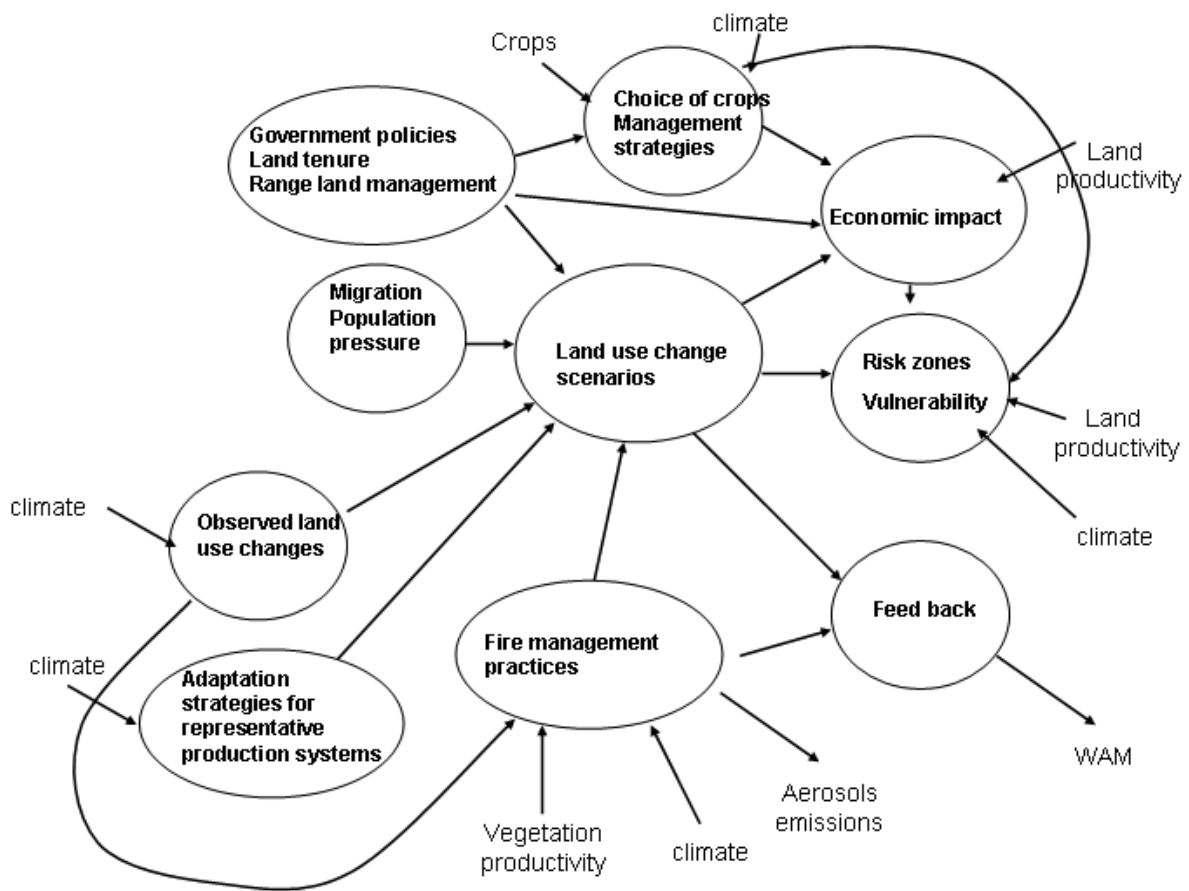 climate
Crops
Choice of crops
Management
strategies
Government policies
Land tenure
Range land management
Land
productivity
Economic impact
Migration
Population
pressure
Land use change
scenarios
Risk zones
Vulnerability
Land
productivity
climate
climate
Observed land
use changes
Feed back
Fire management
practices
climate
Adaptation
strategies for
representative
production systems
WAM
Aerosols
emissions
Vegetation
productivity
climate